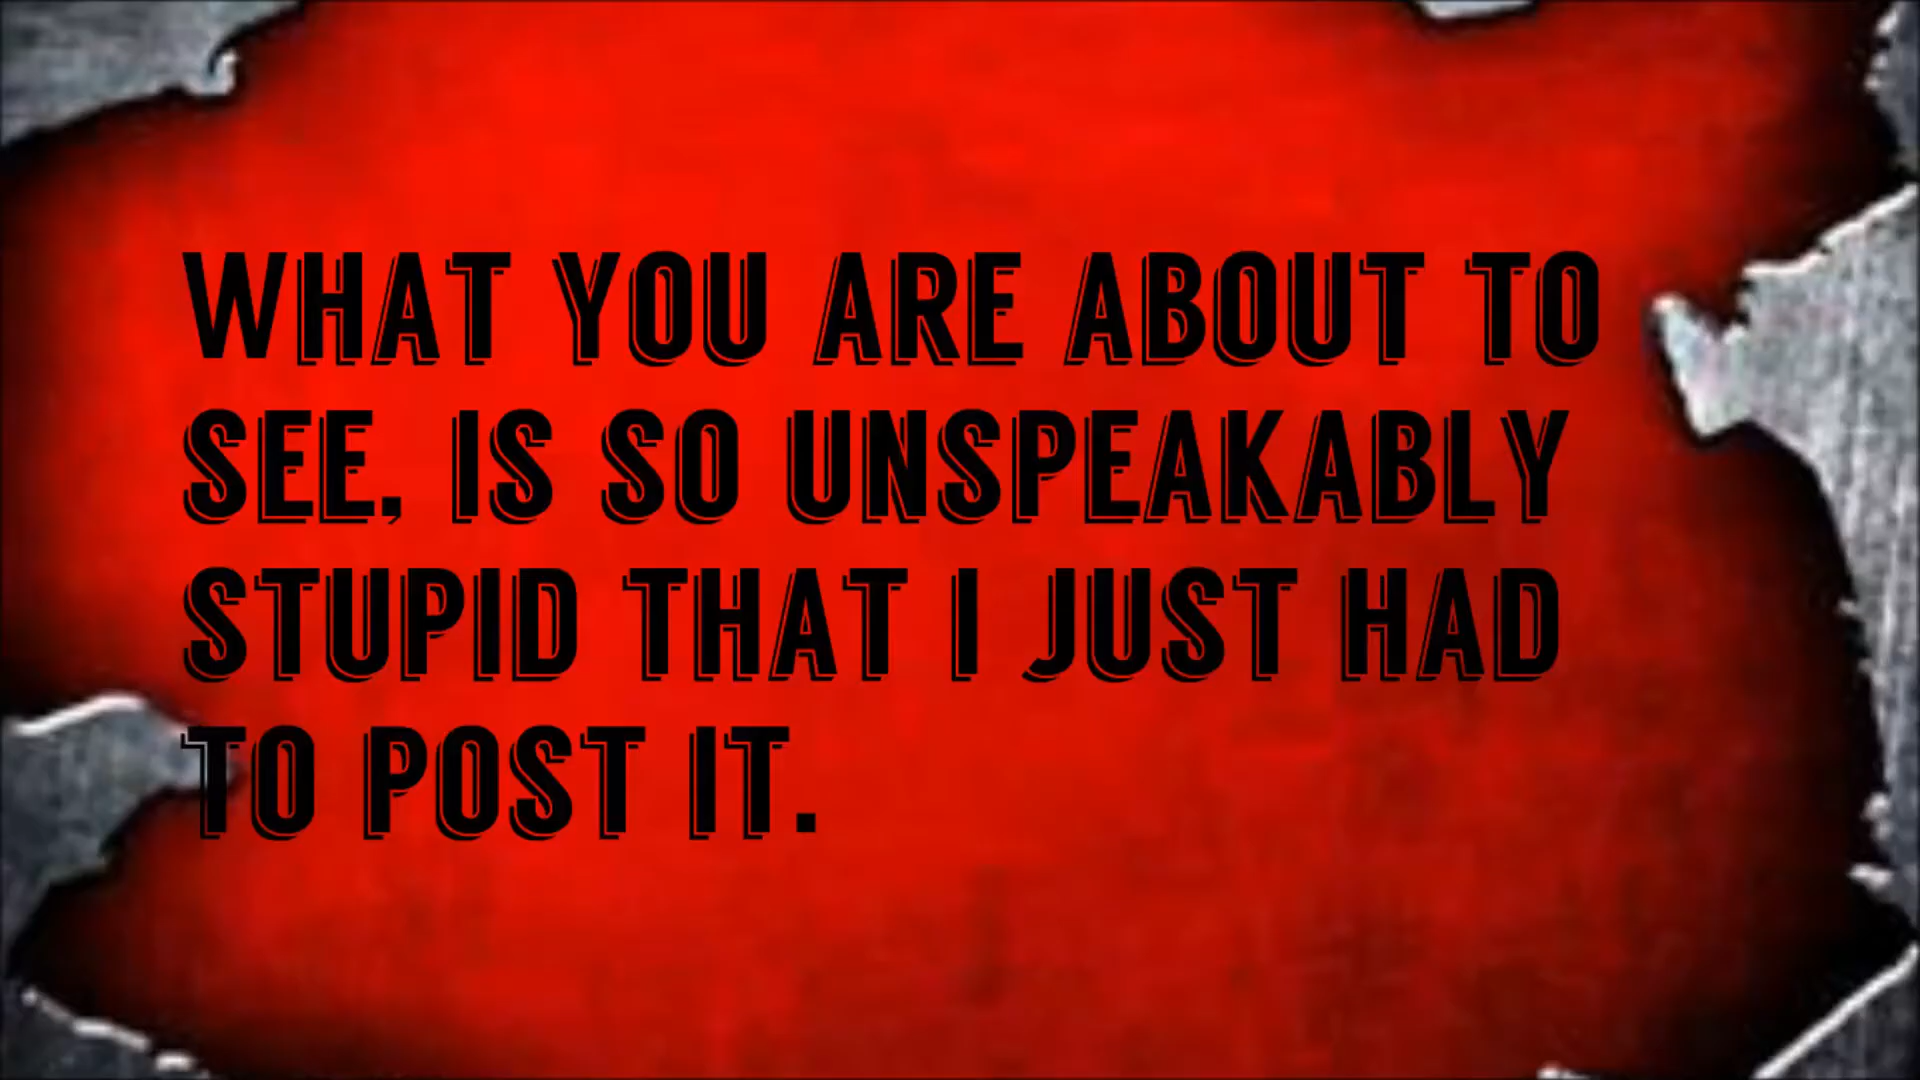 WHAT YOU ARE ABOUT TO
SEE, IS SO UNSPEAKABLY
STUPID THAT I JUST HAD
TO POST IT.